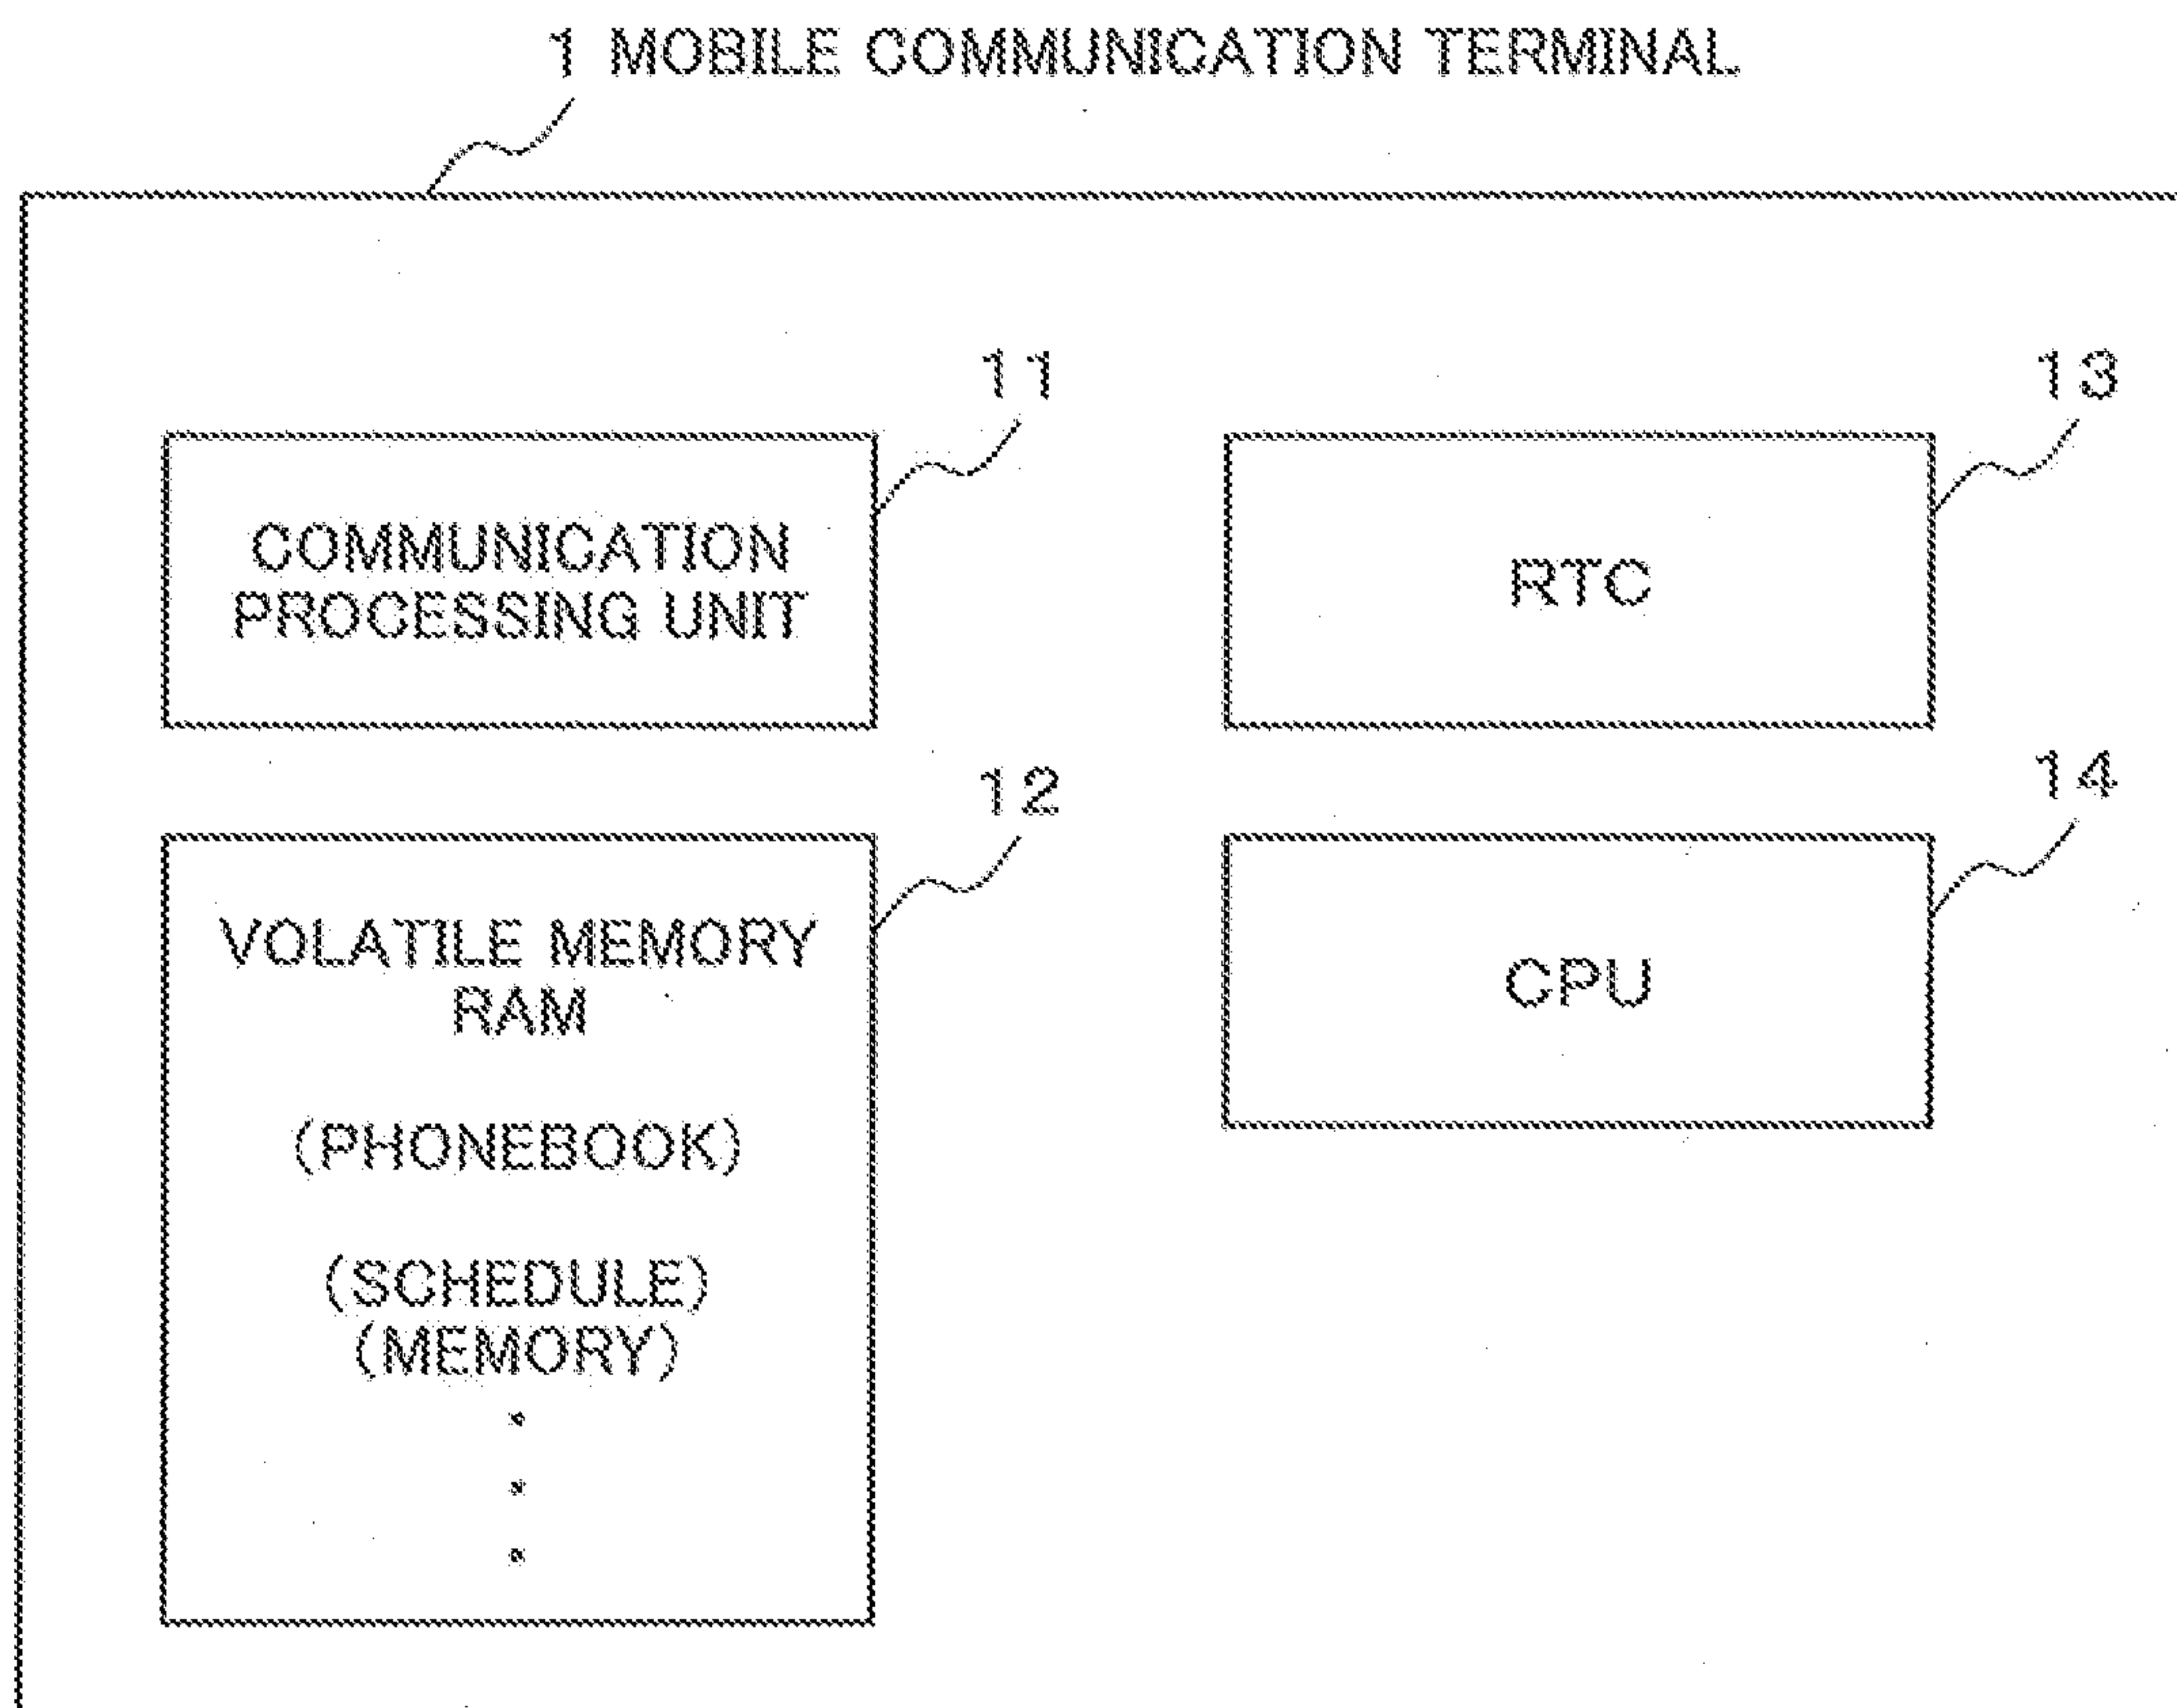 1 MOBILE COMMUNICATION TERMINAL
11
COMMUNICATION
PROCESSING UNIT
13
RTC
12
VOLATILE MEMORY
RAM
(PHONEBOOK)
(SCHEDULE)
(MEMORY)
14
CPU